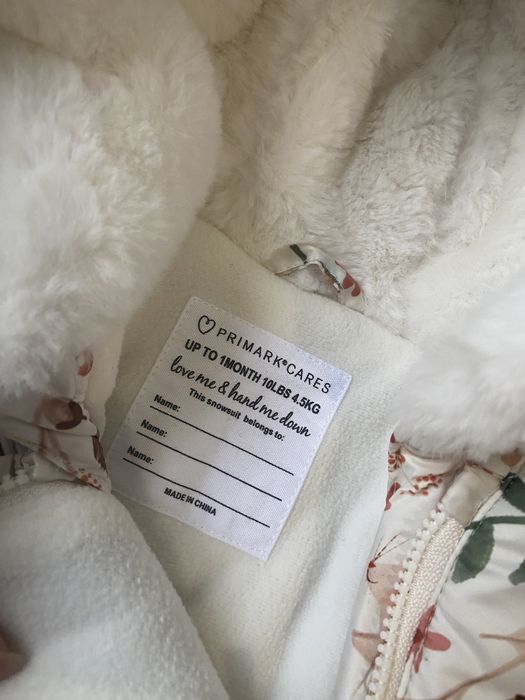 ♡ PRIMARK®CARES
UP TO 1MONTH 10LBS 4.5KG
love me & hand me down
This snowsuit belongs to:
Name:
Name:
Name:
MADE IN CHINA